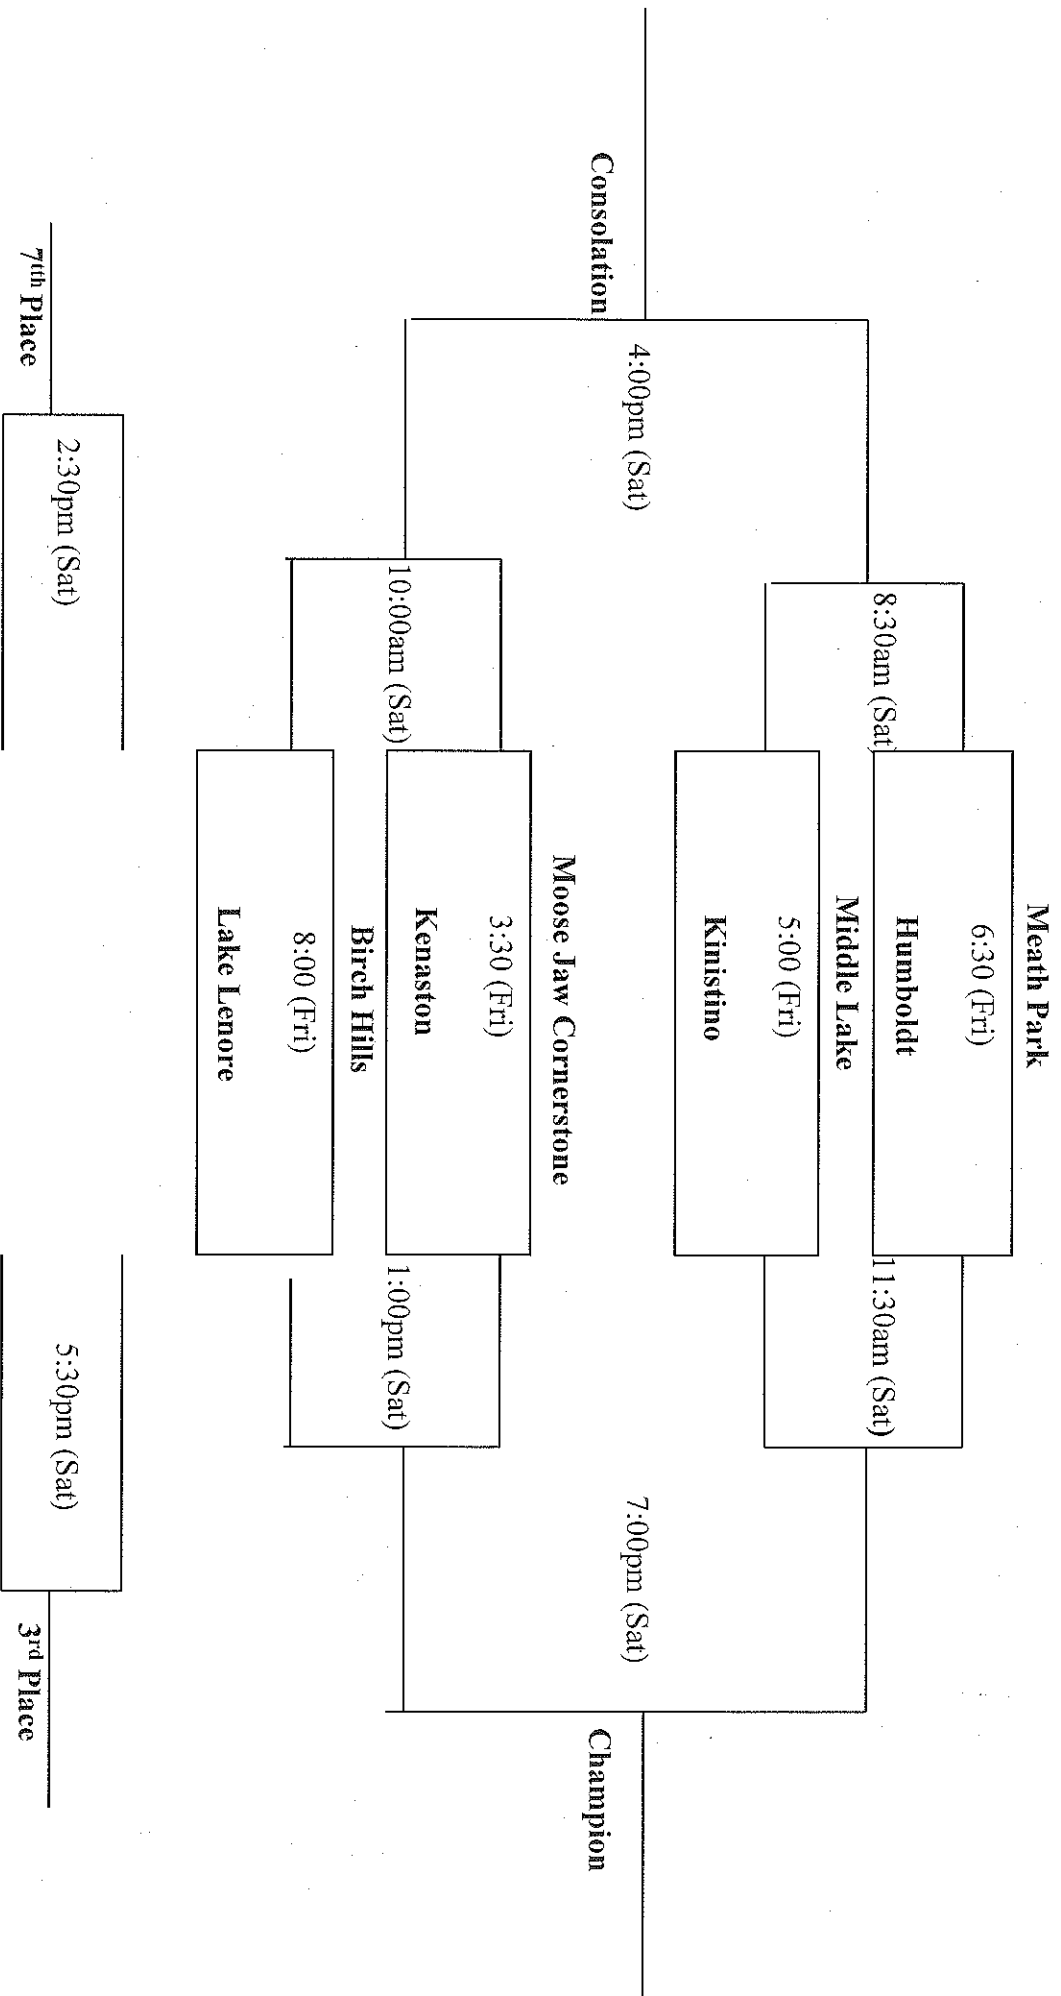 Meath Park
6:30 (Fri)
8:30am (Sat)
Humboldt
11:30am (Sat)
Middle Lake
5:00 (Fri)
Kinistino
4:00pm (Sat)
7:00pm (Sat)
Consolation
Champion
Moose Jaw Cornerstone
3:30 (Fri)
10:00am (Sat)
Kenaston
1:00pm (Sat)
Birch Hills
8:00 (Fri)
Lake Lenore
2:30pm (Sat)
5:30pm (Sat)
7tth Place
3rd Place